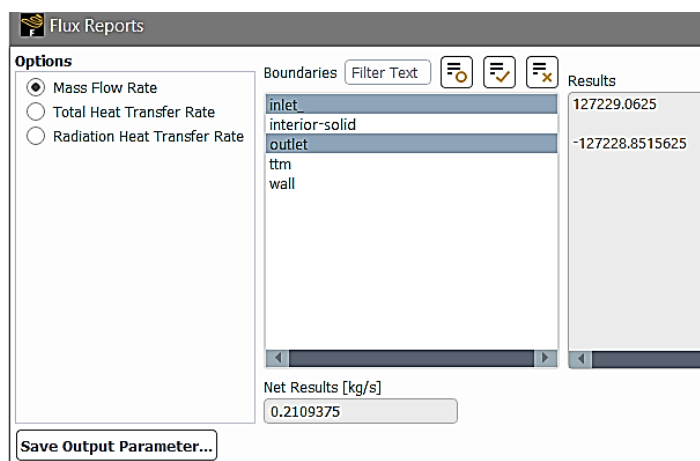 Flux Reports
Options
Mass Flow Rate
Total Heat Transfer Rate
Radiation Heat Transfer Rate
Boundaries Filter Text
inlet_
interior-solid
outlet
ttm
wall
Results
127229.0625
-127228.8515625
Net Results [kg/s]
0.2109375
Save Output Parameter...